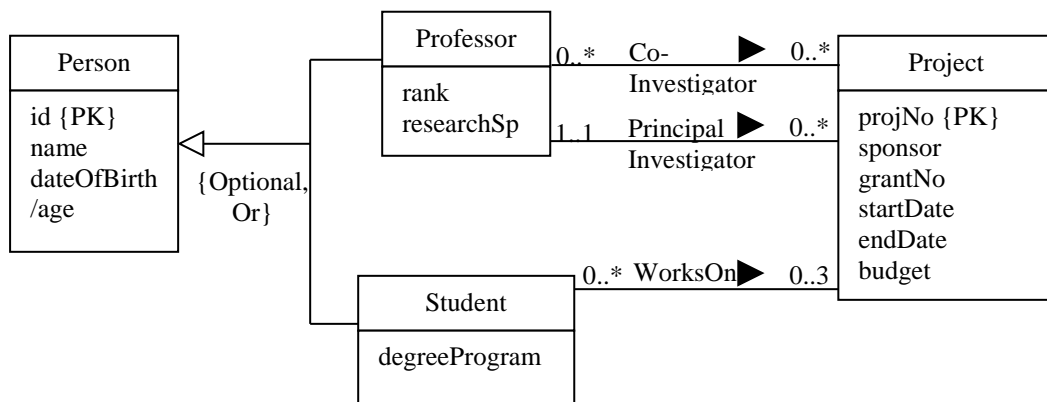 Person
id {PK}
name
dateOfBirth
/age
{Optional,
Or}
Professor
rank
researchSp
0..* Co- 0..*
Investigator
1..1 Principal 0..*
Investigator
Student
degreeProgram
0..* WorksOn 0..3
Project
projNo {PK}
sponsor
grantNo
startDate
endDate
budget